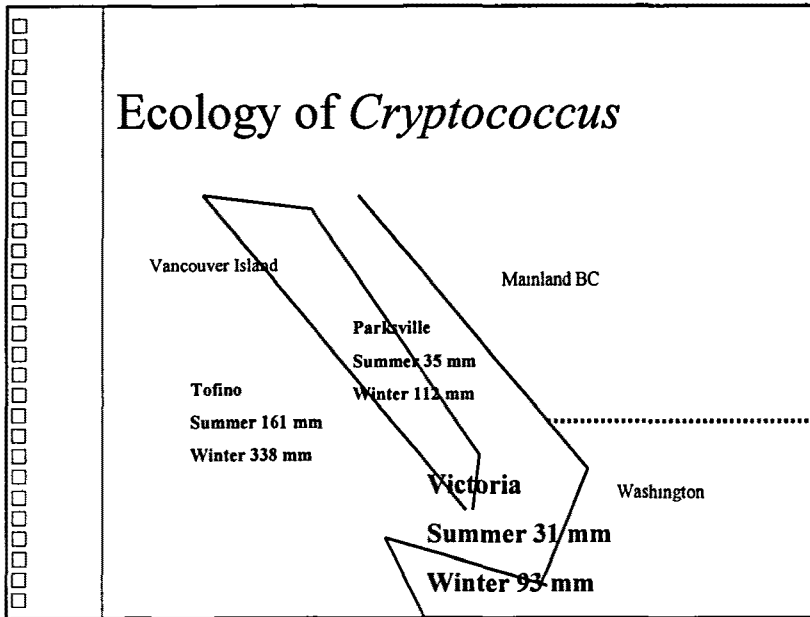 Ecology of Cryptococcus
Vancouver Island
Mainland BC
Parksville
Summer 35 mm
Winter 112 mm
Tofino
Summer 161 mm
Winter 338 mm
Victoria
Summer 31 mm
Winter 93 mm
Washington